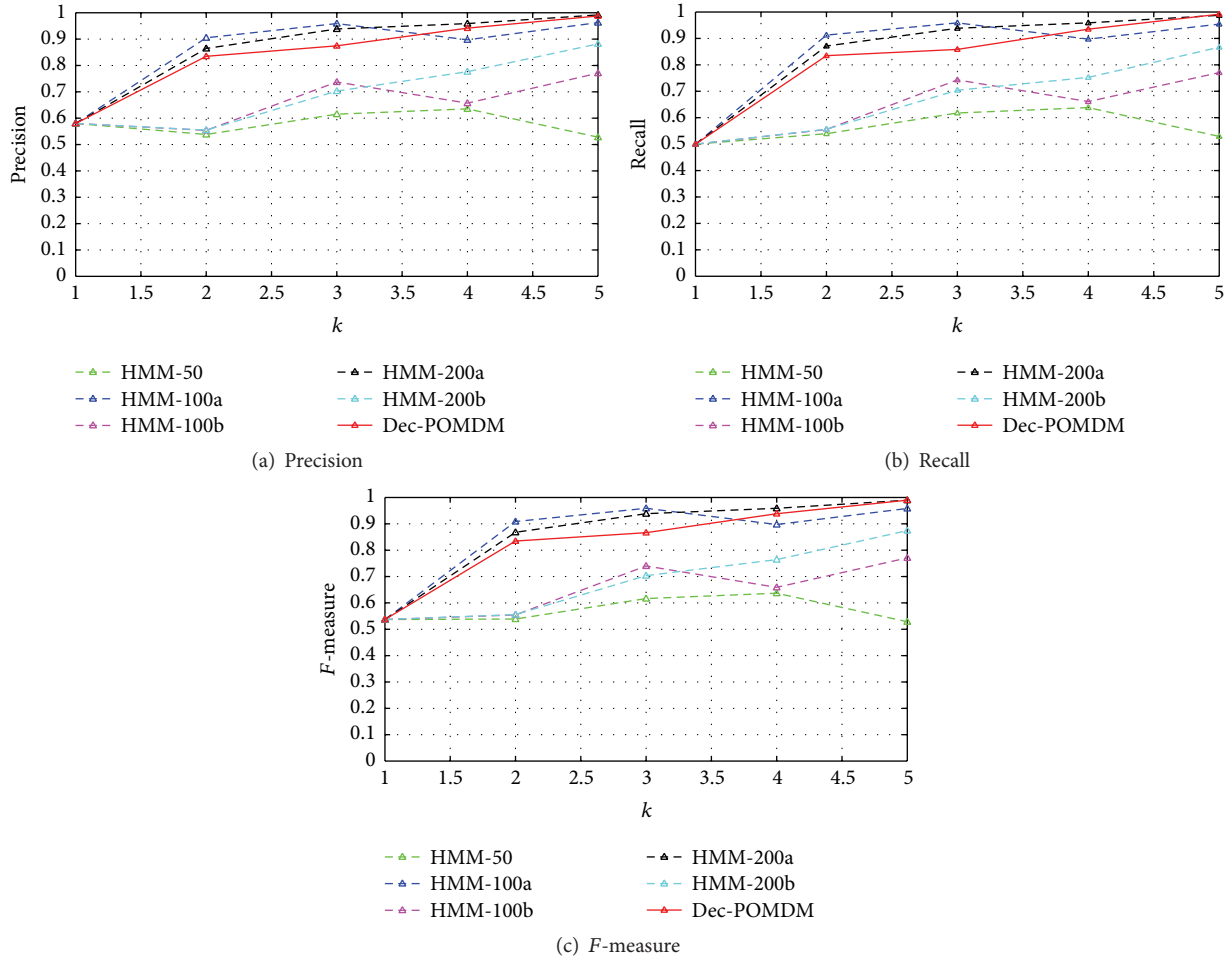 Precision
1
0.9
0.8
0.7
0.6
0.5
0.4
0.3
0.2
0.1
0
1 1.5 2 2.5 3 3.5 4 4.5 5
k
HMM-50
HMM-100a
HMM-100b
HMM-200a
HMM-200b
Dec-POMDM
(a) Precision
Recall
1
0.9
0.8
0.7
0.6
0.5
0.4
0.3
0.2
0.1
0
1 1.5 2 2.5 3 3.5 4 4.5 5
k
HMM-50
HMM-100a
HMM-100b
HMM-200a
HMM-200b
Dec-POMDM
(b) Recall
F-measure
1
0.9
0.8
0.7
0.6
0.5
0.4
0.3
0.2
0.1
0
1 1.5 2 2.5 3 3.5 4 4.5 5
k
HMM-50
HMM-100a
HMM-100b
HMM-200a
HMM-200b
Dec-POMDM
(c) F-measure